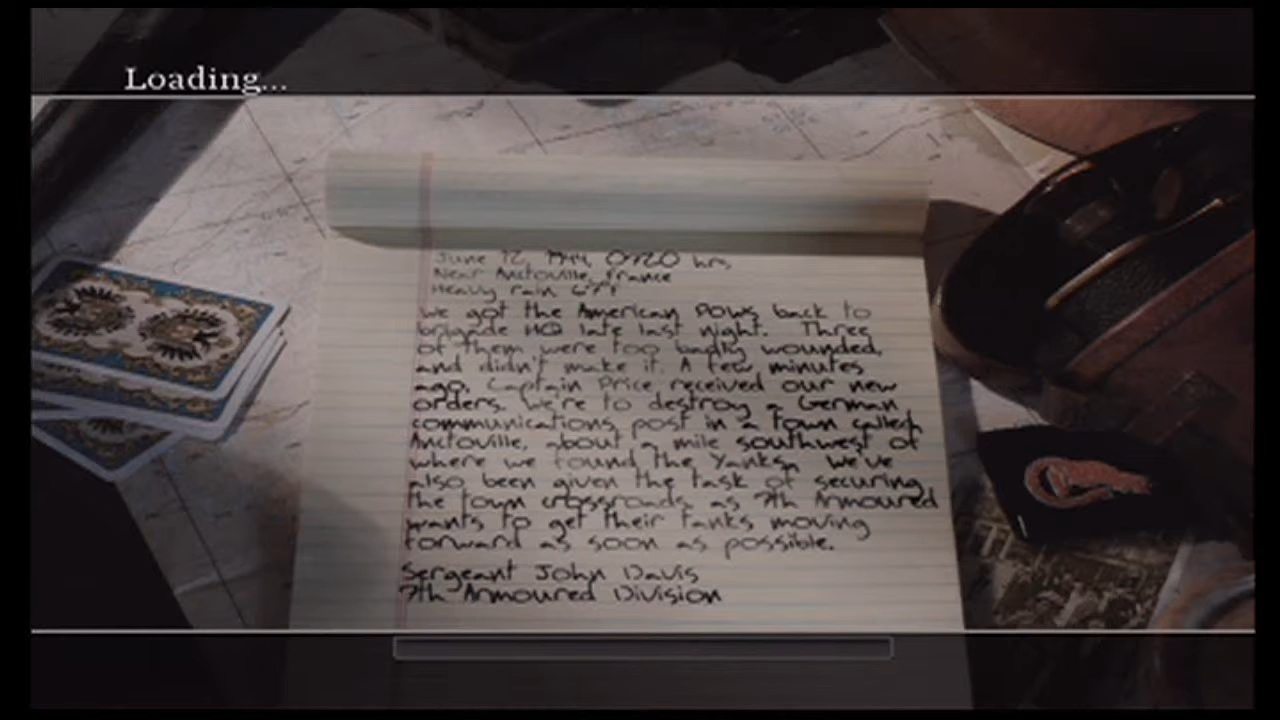 Loading...
June 12, 1944, 0920 hrs,
Near Anctoville, France
Heavy rain 67°F
We got the American POWs back to
brigade HQ late last night. Three
of them were too badly wounded,
and didn't make it. A few minutes
ago, Captain Price received our new
orders. We're to destroy a German
communications post in a town called
Anctoville, about a mile southwest of
where we found the Yanks. We've
also been given the task of securing
the town crossroads as 7th Armoured
wants to get their tanks moving
forward as soon as possible.
Sergeant John Davis
7th Armoured Division